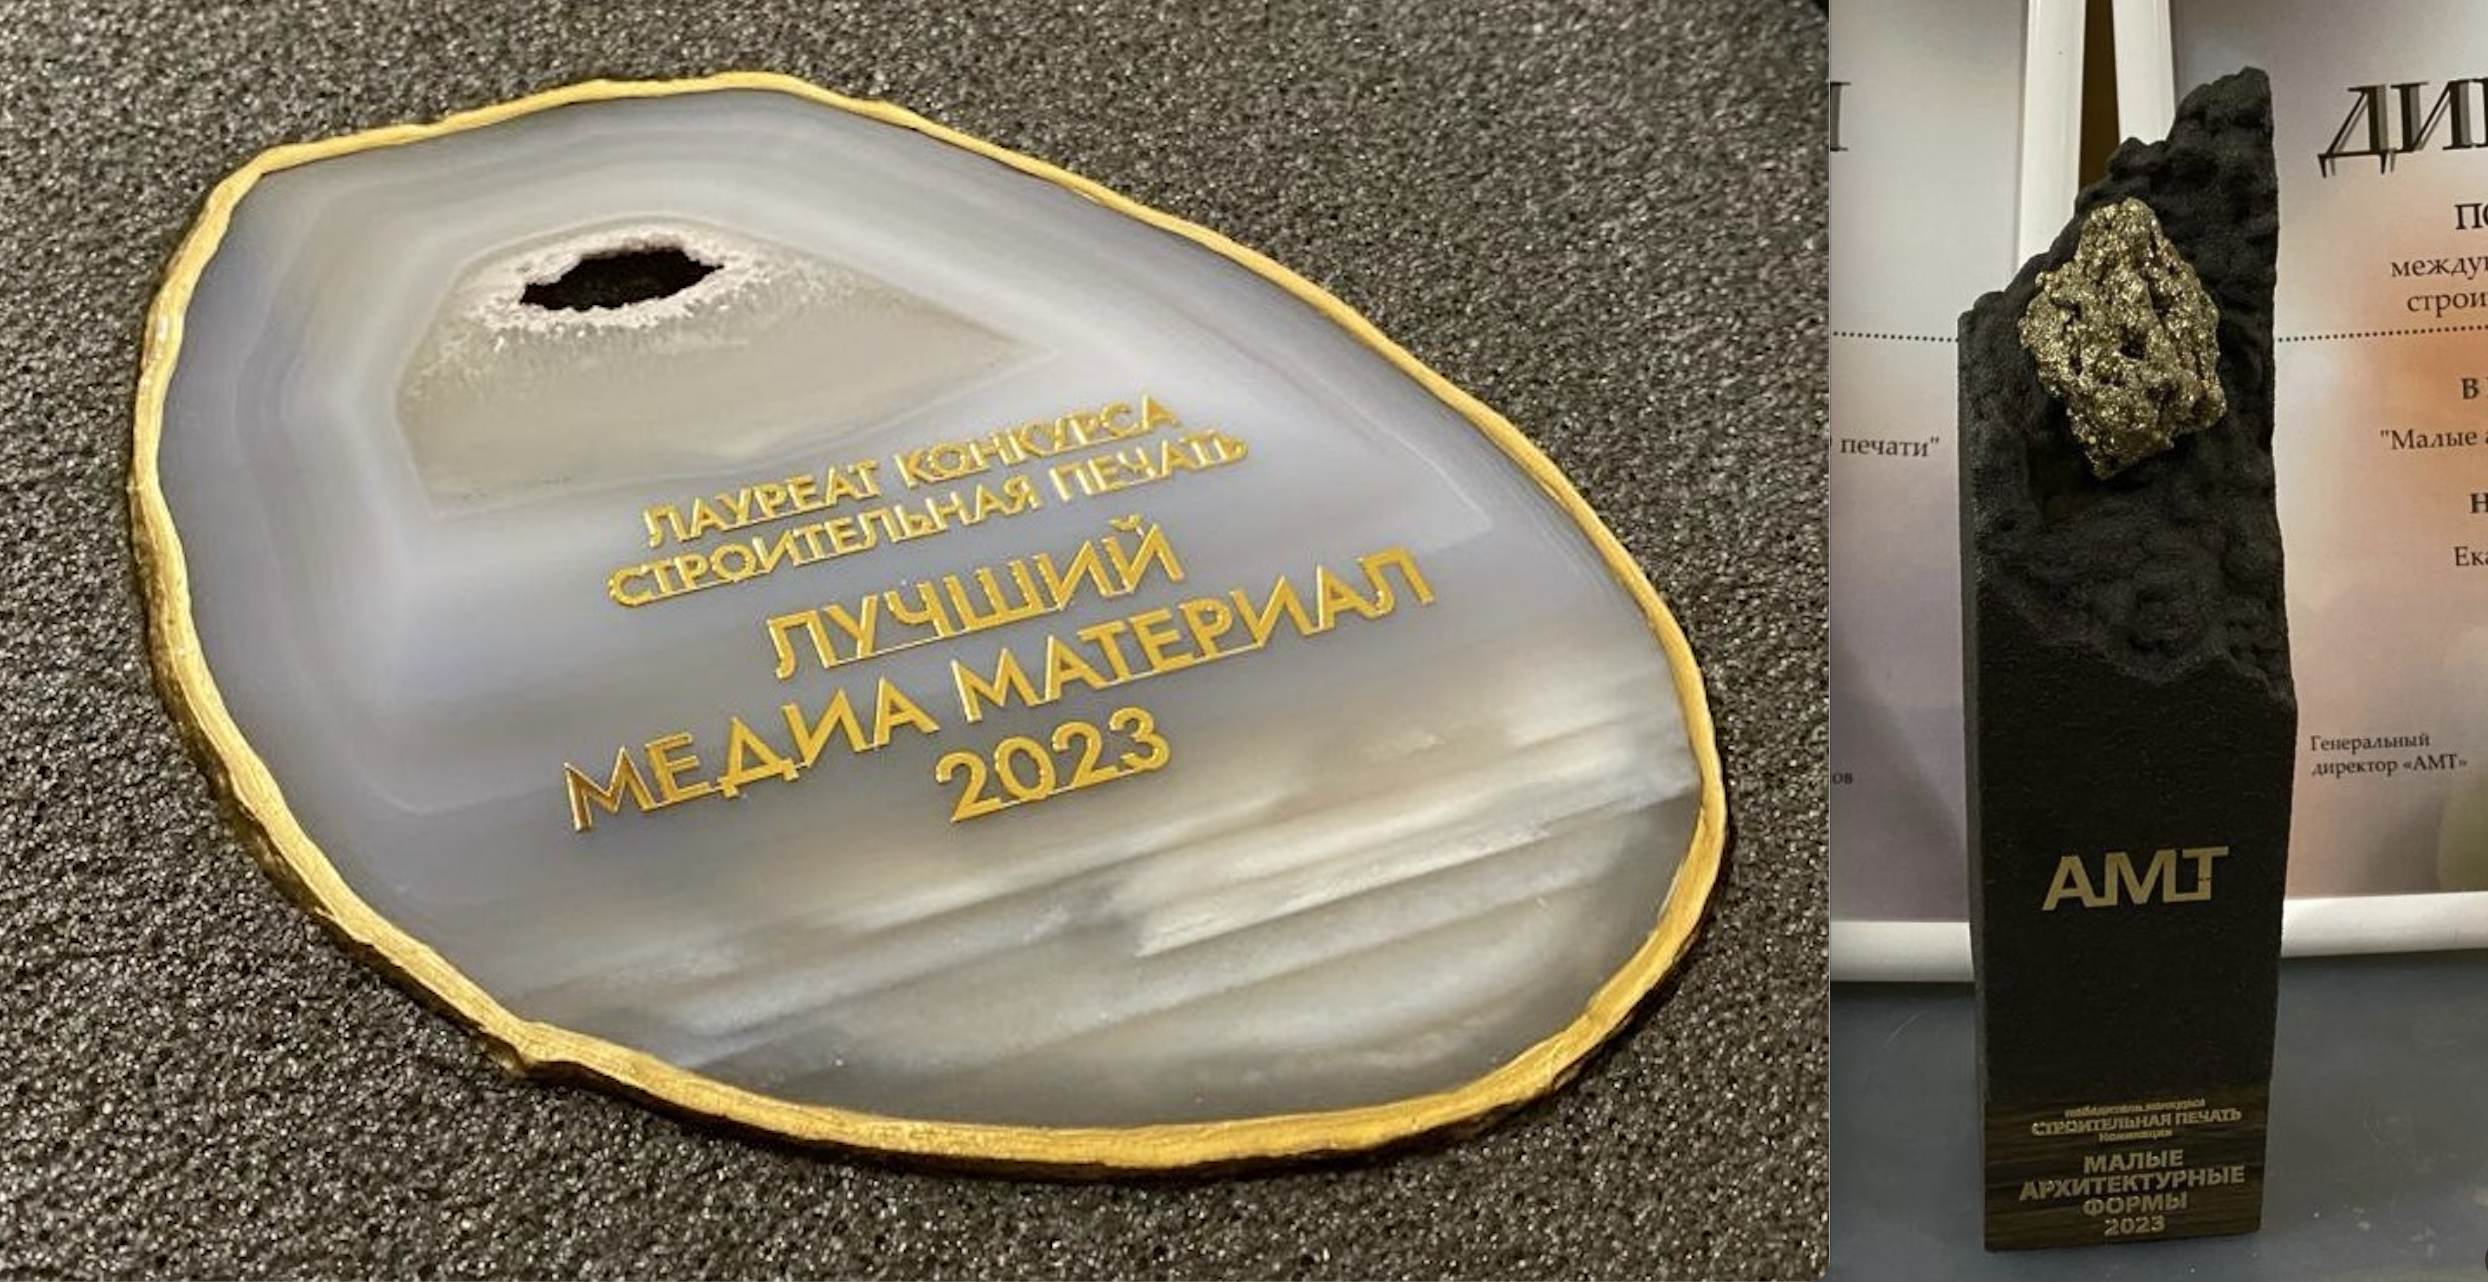 ЛАУРЕАТ КОНКУРСА
СТРОИТЕЛЬНАЯ ПЕЧАТЬ
ЛУЧШИЙ
МЕДИА МАТЕРИАЛ
2023
печати"
ов
ДИ
ПО
между
строи
В
"Малые а
Н
Ека
Генеральный
директор «АМТ»
АМТ
победитель конкурса
СТРОИТЕЛЬНАЯ ПЕЧАТЬ
номинация
МАЛЫЕ
АРХИТЕКТУРНЫЕ
ФОРМЫ
2023